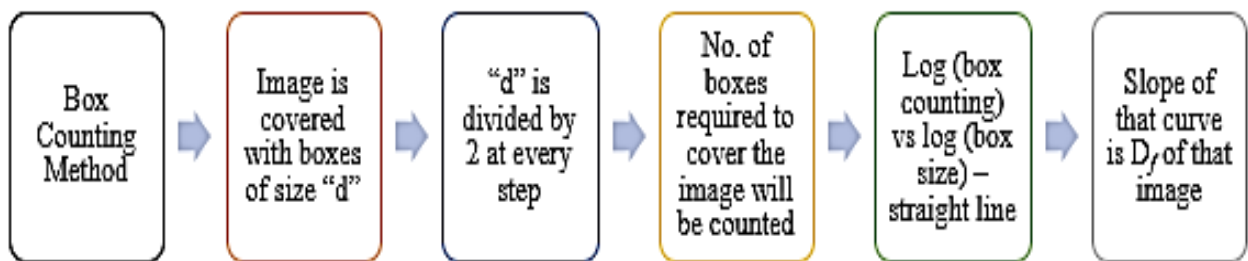 Box
Counting
Method
Image is
covered
with boxes
of size “d”
“d” is
divided by
2 at every
step
No. of
boxes
required to
cover the
image will
be counted
Log (box
counting)
vs log (box
size) –
straight line
Slope of
that curve
is Df of that
image